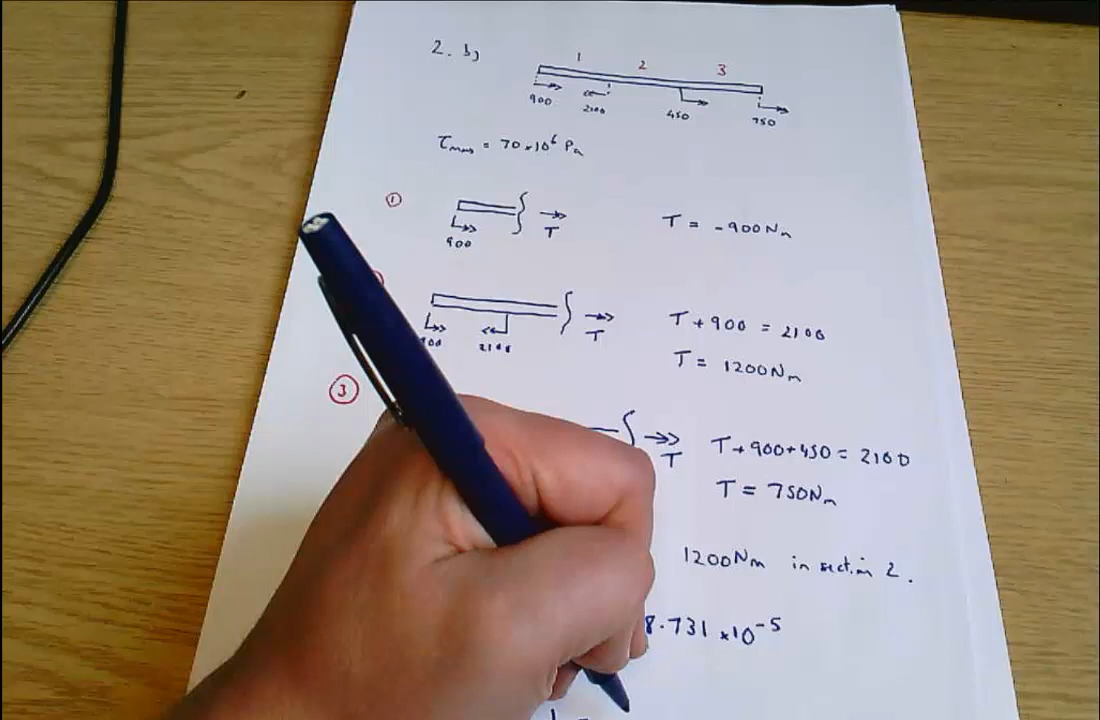 2. b)
1 2 3
900 2100 450 750
τmax = 70×10⁶ Pa
①
900 T T = -900Nm
T + 900 = 2100
2100 T
T = 1200Nm
③
T T+900+450 = 2100
T = 750Nm
1200Nm in section 2.
8.731 ×10⁻⁵